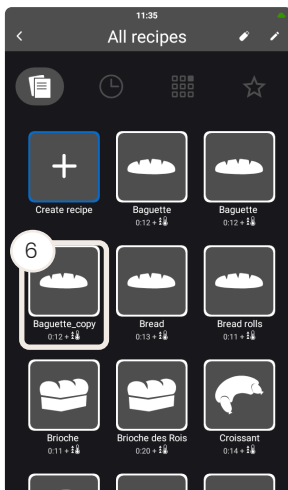 11:35
All recipes
Create recipe
Baguette
0:12 +
Baguette
0:12 +
6
Baguette_copy
0:12 +
Bread
0:13 +
Bread rolls
0:11 +
Brioche
0:11 +
Brioche des Rois
0:20 +
Croissant
0:14 +